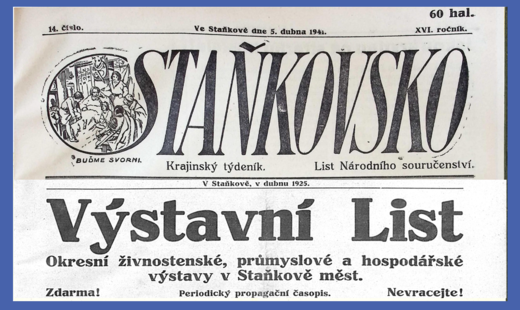 60 hal.
14. číslo. Ve Staňkově dne 5. dubna 1941. XVI. ročník.
STAŇKOVSKO
BUĎME SVORNI.
Krajinský týdeník. List Národního souručenství.
V Staňkově, v dubnu 1925.
Výstavní List
Okresní živnostenské, průmyslové a hospodářské
výstavy v Staňkově měst.
Zdarma! Periodický propagační časopis. Nevracejte!